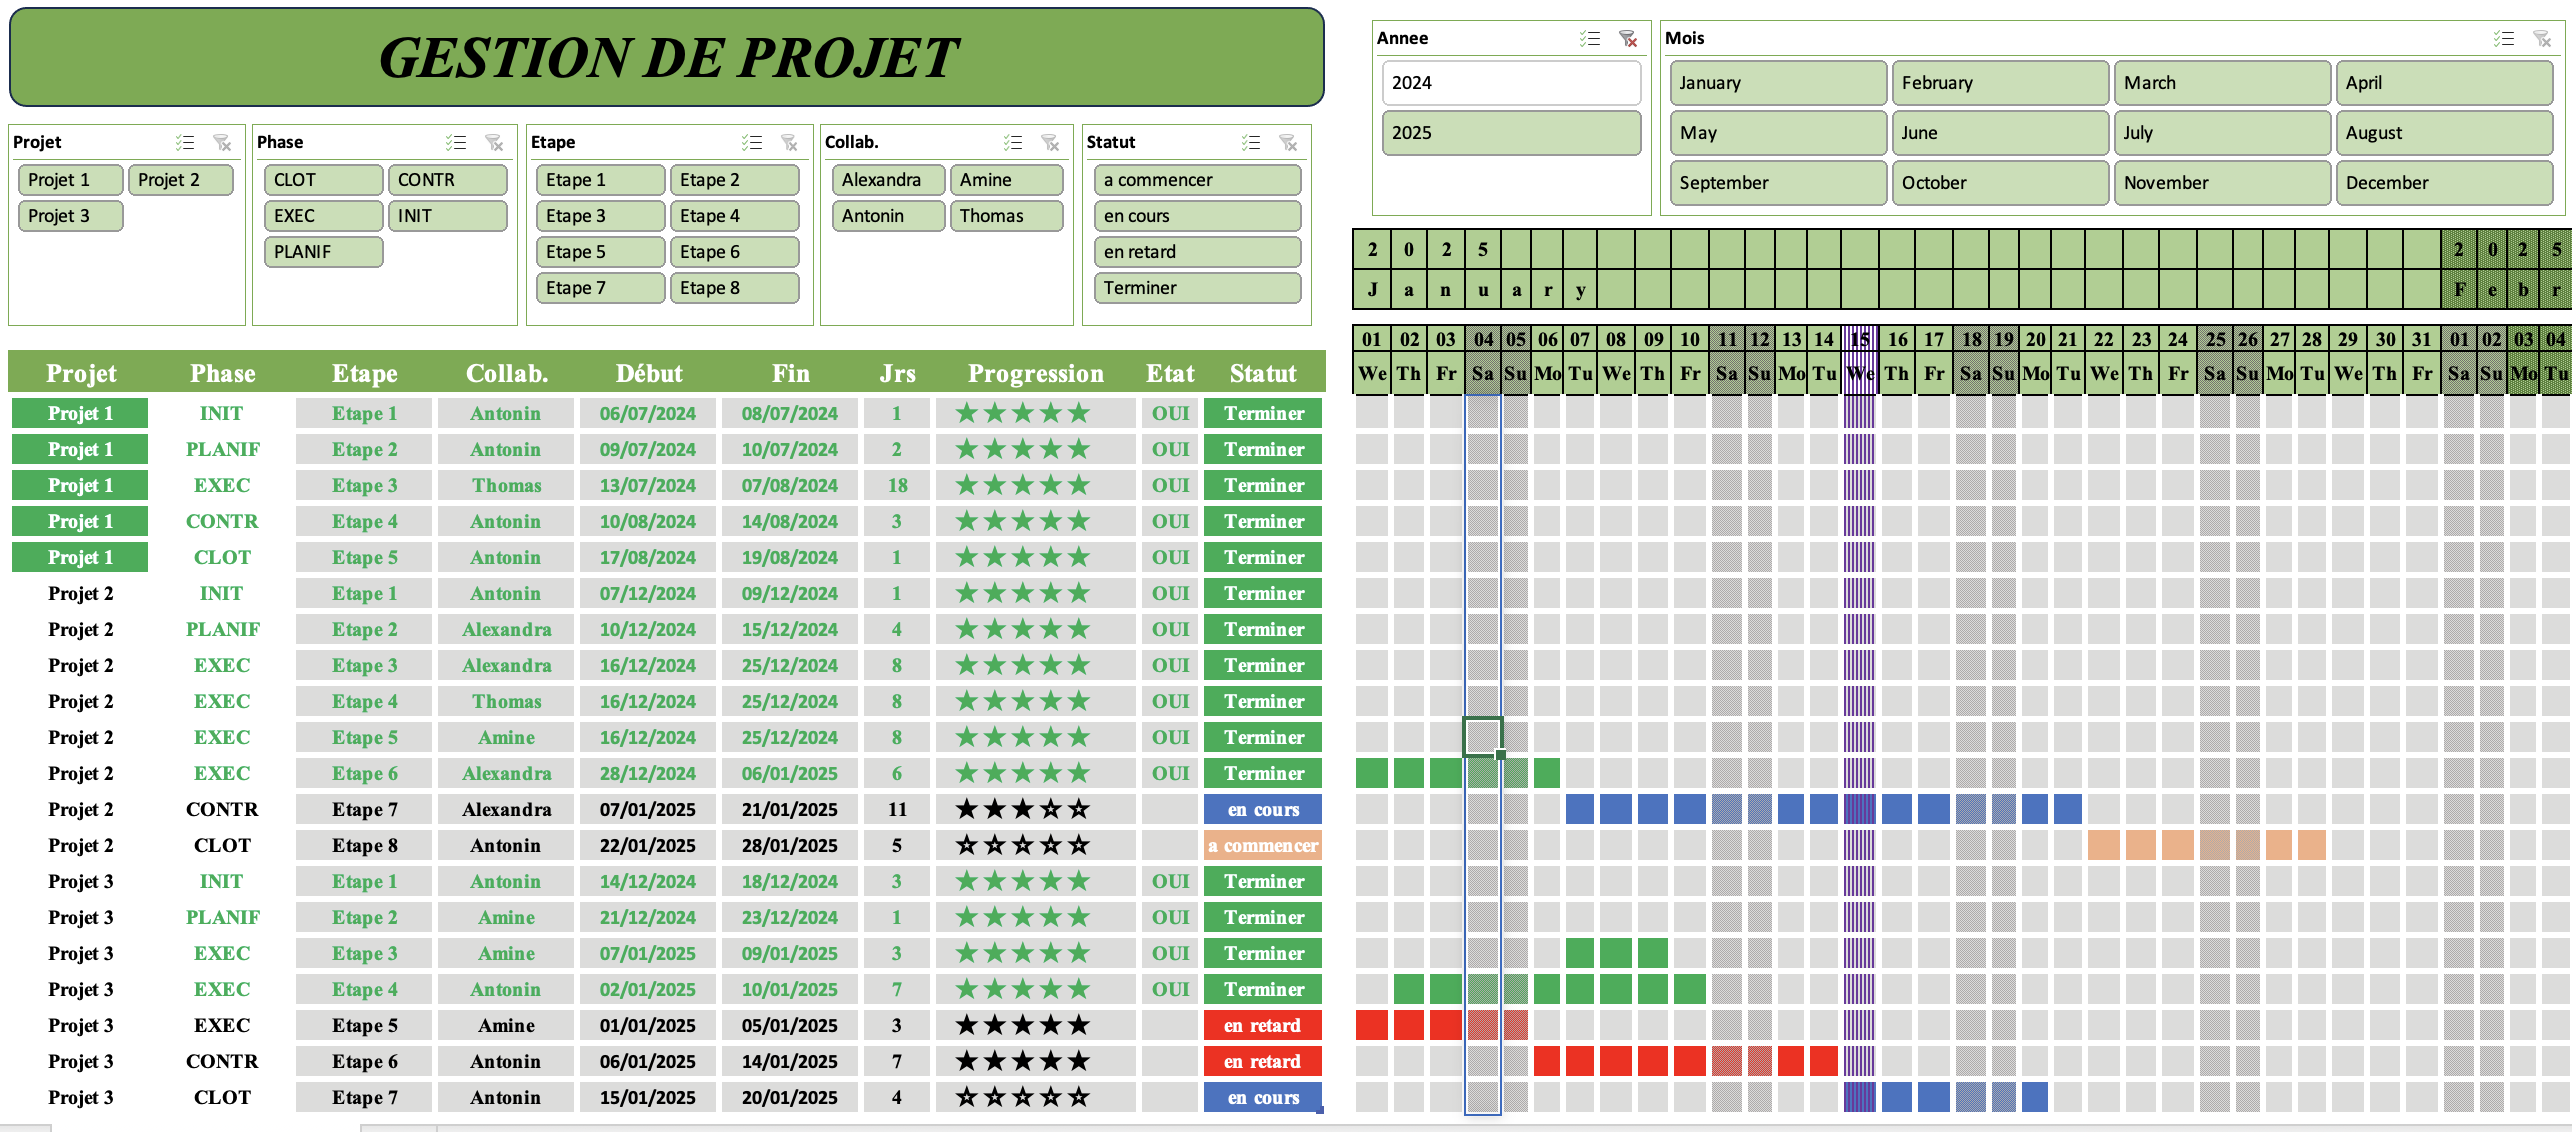 GESTION DE PROJET
Annee
2024
2025
Mois
January February March April
May June July August
September October November December
Projet
Projet 1 Projet 2
Projet 3
Phase
CLOT CONTR
EXEC INIT
PLANIF
Etape
Etape 1 Etape 2
Etape 3 Etape 4
Etape 5 Etape 6
Etape 7 Etape 8
Collab.
Alexandra Amine
Antonin Thomas
Statut
a commencer
en cours
en retard
Terminer
2 0 2 5 2 0 2 5
J a n u a r y F e b r
01 02 03 04 05 06 07 08 09 10 11 12 13 14 15 16 17 18 19 20 21 22 23 24 25 26 27 28 29 30 31 01 02 03 04
We Th Fr Sa Su Mo Tu We Th Fr Sa Su Mo Tu We Th Fr Sa Su Mo Tu We Th Fr Sa Su Mo Tu We Th Fr Sa Su Mo Tu
Projet Phase Etape Collab. Début Fin Jrs Progression Etat Statut
Projet 1 INIT Etape 1 Antonin 06/07/2024 08/07/2024 1 ★★★★★ OUI Terminer
Projet 1 PLANIF Etape 2 Antonin 09/07/2024 10/07/2024 2 ★★★★★ OUI Terminer
Projet 1 EXEC Etape 3 Thomas 13/07/2024 07/08/2024 18 ★★★★★ OUI Terminer
Projet 1 CONTR Etape 4 Antonin 10/08/2024 14/08/2024 3 ★★★★★ OUI Terminer
Projet 1 CLOT Etape 5 Antonin 17/08/2024 19/08/2024 1 ★★★★★ OUI Terminer
Projet 2 INIT Etape 1 Antonin 07/12/2024 09/12/2024 1 ★★★★★ OUI Terminer
Projet 2 PLANIF Etape 2 Alexandra 10/12/2024 15/12/2024 4 ★★★★★ OUI Terminer
Projet 2 EXEC Etape 3 Alexandra 16/12/2024 25/12/2024 8 ★★★★★ OUI Terminer
Projet 2 EXEC Etape 4 Thomas 16/12/2024 25/12/2024 8 ★★★★★ OUI Terminer
Projet 2 EXEC Etape 5 Amine 16/12/2024 25/12/2024 8 ★★★★★ OUI Terminer
Projet 2 EXEC Etape 6 Alexandra 28/12/2024 06/01/2025 6 ★★★★★ OUI Terminer
Projet 2 CONTR Etape 7 Alexandra 07/01/2025 21/01/2025 11 ★★★☆☆ en cours
Projet 2 CLOT Etape 8 Antonin 22/01/2025 28/01/2025 5 ☆☆☆☆☆ a commencer
Projet 3 INIT Etape 1 Antonin 14/12/2024 18/12/2024 3 ★★★★★ OUI Terminer
Projet 3 PLANIF Etape 2 Amine 21/12/2024 23/12/2024 1 ★★★★★ OUI Terminer
Projet 3 EXEC Etape 3 Amine 07/01/2025 09/01/2025 3 ★★★★★ OUI Terminer
Projet 3 EXEC Etape 4 Antonin 02/01/2025 10/01/2025 7 ★★★★★ OUI Terminer
Projet 3 EXEC Etape 5 Amine 01/01/2025 05/01/2025 3 ★★★★★ en retard
Projet 3 CONTR Etape 6 Antonin 06/01/2025 14/01/2025 7 ★★★★★ en retard
Projet 3 CLOT Etape 7 Antonin 15/01/2025 20/01/2025 4 ☆☆☆☆☆ en cours